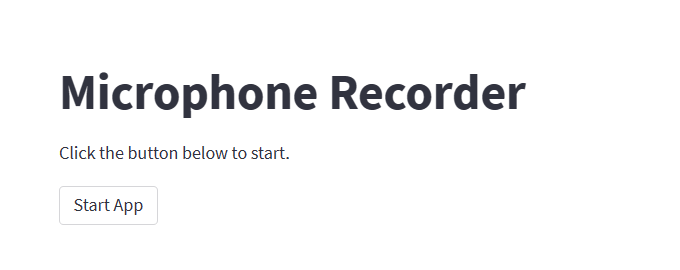 Microphone Recorder
Click the button below to start.
Start App